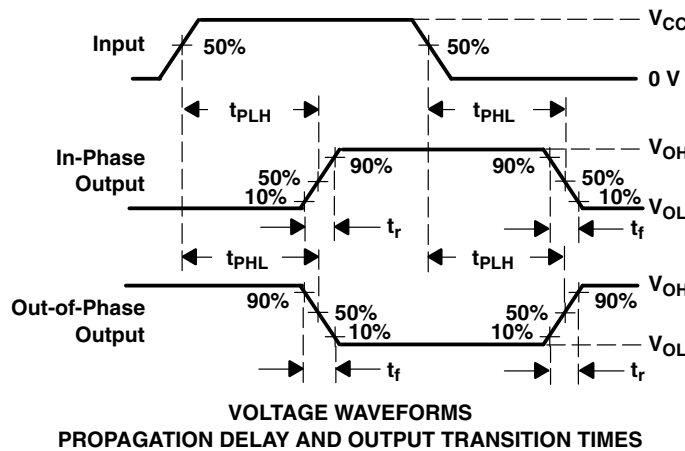 V_CC
Input
50%
50%
0 V
t_PLH
t_PHL
In-Phase
Output
90%
90%
V_OH
50%
50%
10%
10%
V_OL
t_r
t_f
t_PHL
t_PLH
Out-of-Phase
Output
90%
90%
V_OH
50%
50%
10%
10%
V_OL
t_f
t_r
VOLTAGE WAVEFORMS
PROPAGATION DELAY AND OUTPUT TRANSITION TIMES